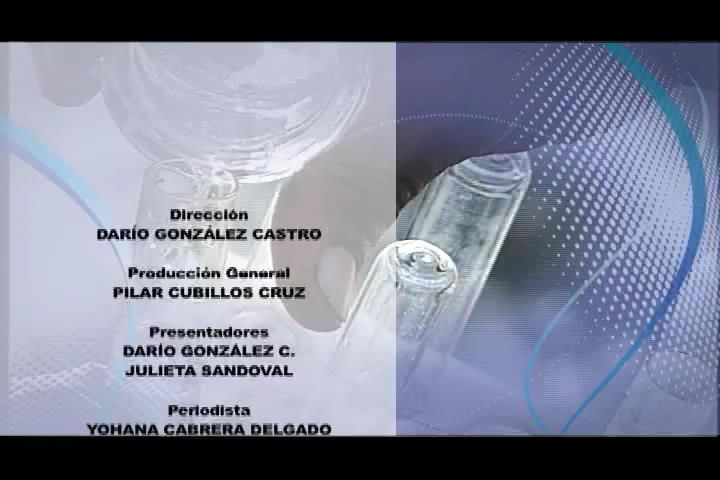 Dirección
DARÍO GONZÁLEZ CASTRO
Producción General
PILAR CUBILLOS CRUZ
Presentadores
DARÍO GONZÁLEZ C.
JULIETA SANDOVAL
Periodista
YOHANA CABRERA DELGADO